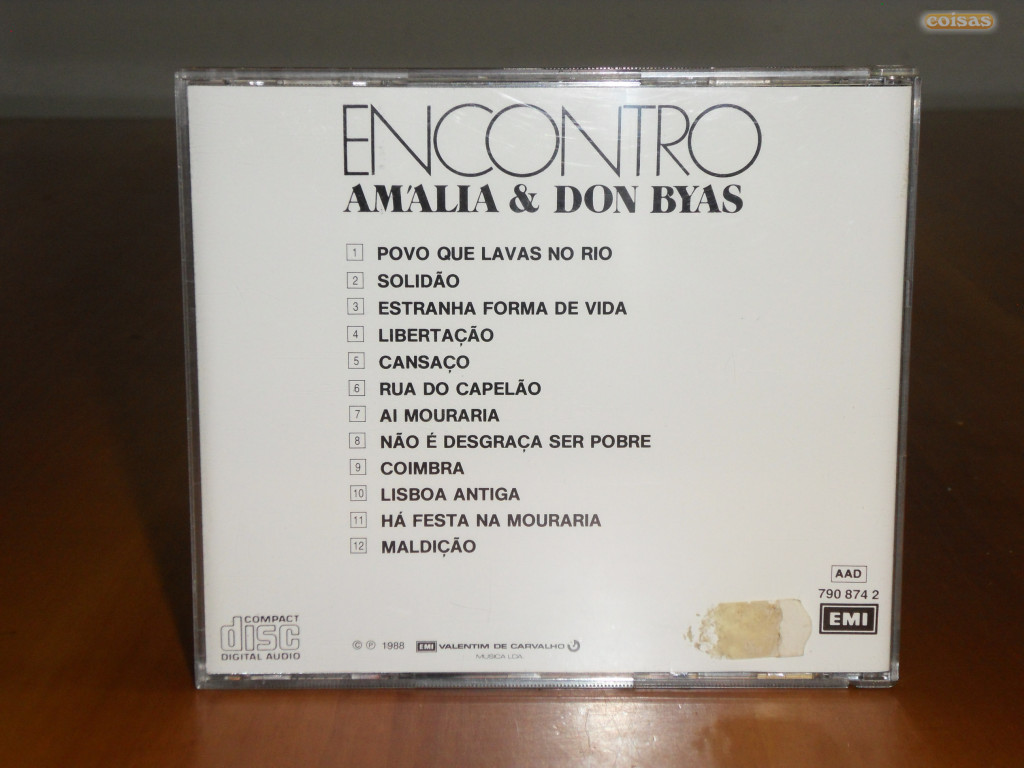 coisas
ENCONTRO
AMÁLIA & DON BYAS
1 POVO QUE LAVAS NO RIO
2 SOLIDÃO
3 ESTRANHA FORMA DE VIDA
4 LIBERTAÇÃO
5 CANSAÇO
6 RUA DO CAPELÃO
7 AI MOURARIA
8 NÃO É DESGRAÇA SER POBRE
9 COIMBRA
10 LISBOA ANTIGA
11 HÁ FESTA NA MOURARIA
12 MALDIÇÃO
AAD
790 874 2
EMI
COMPACT
disc
DIGITAL AUDIO
© ℗ 1988 EMI VALENTIM DE CARVALHO
MÚSICA LDA.